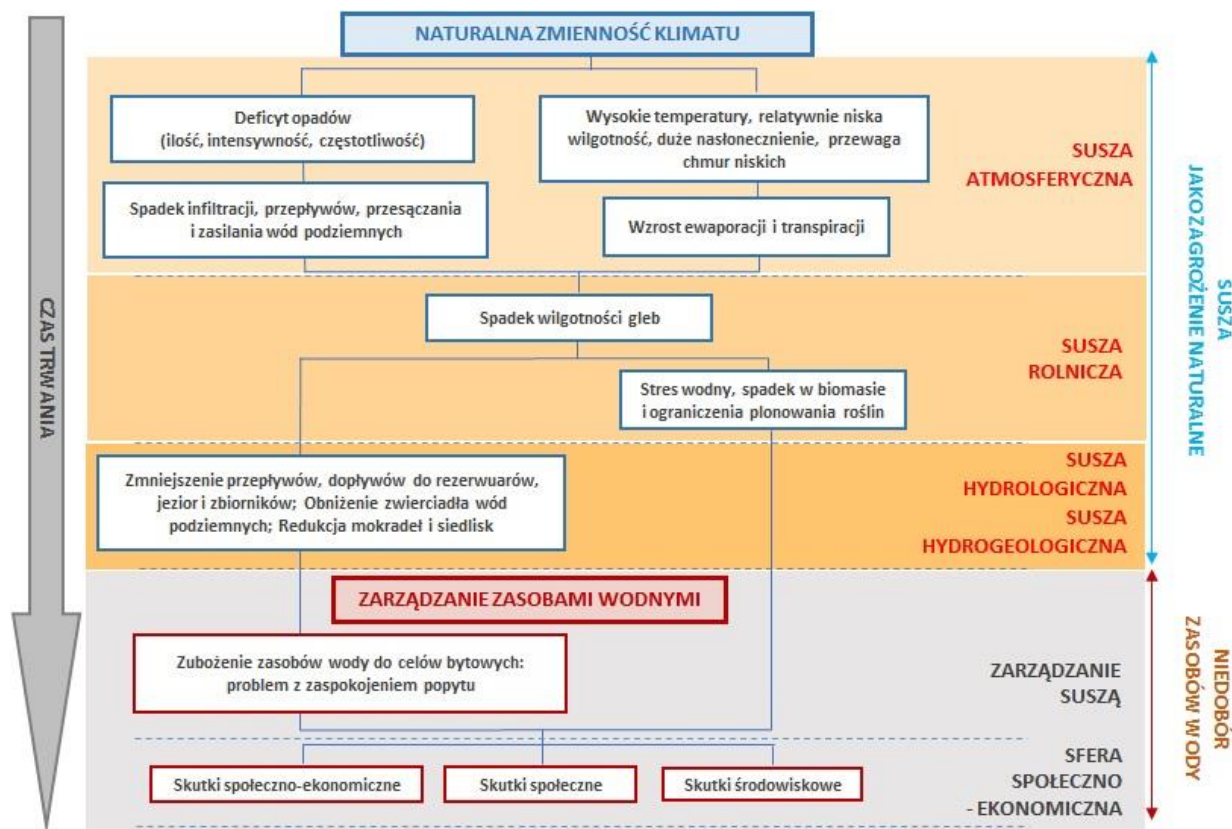 NATURALNA ZMIENNOŚĆ KLIMATU
Deficyt opadów
(ilość, intensywność, częstotliwość)
Wysokie temperatury, relatywnie niska
wilgotność, duże nasłonecznienie, przewaga
chmur niskich
SUSZA
ATMOSFERYCZNA
Spadek infiltracji, przepływów, przesączania
i zasilania wód podziemnych
Wzrost ewaporacji i transpiracji
Spadek wilgotności gleb
SUSZA
ROLNICZA
Stres wodny, spadek w biomasie
i ograniczenia plonowania roślin
Zmniejszenie przepływów, dopływów do rezerwuarów,
jezior i zbiorników; Obniżenie zwierciadła wód
podziemnych; Redukcja mokradeł i siedlisk
SUSZA
HYDROLOGICZNA
SUSZA
HYDROGEOLOGICZNA
ZARZĄDZANIE ZASOBAMI WODNYMI
Zubożenie zasobów wody do celów bytowych:
problem z zaspokojeniem popytu
ZARZĄDZANIE
SUSZĄ
Skutki społeczno-ekonomiczne
Skutki społeczne
Skutki środowiskowe
SFERA
SPOŁECZNO
- EKONOMICZNA
CZAS TRWANIA
SUSZA
JAKO ZAGROŻENIE NATURALNE
NIEDOBÓR
ZASOBÓW WODY